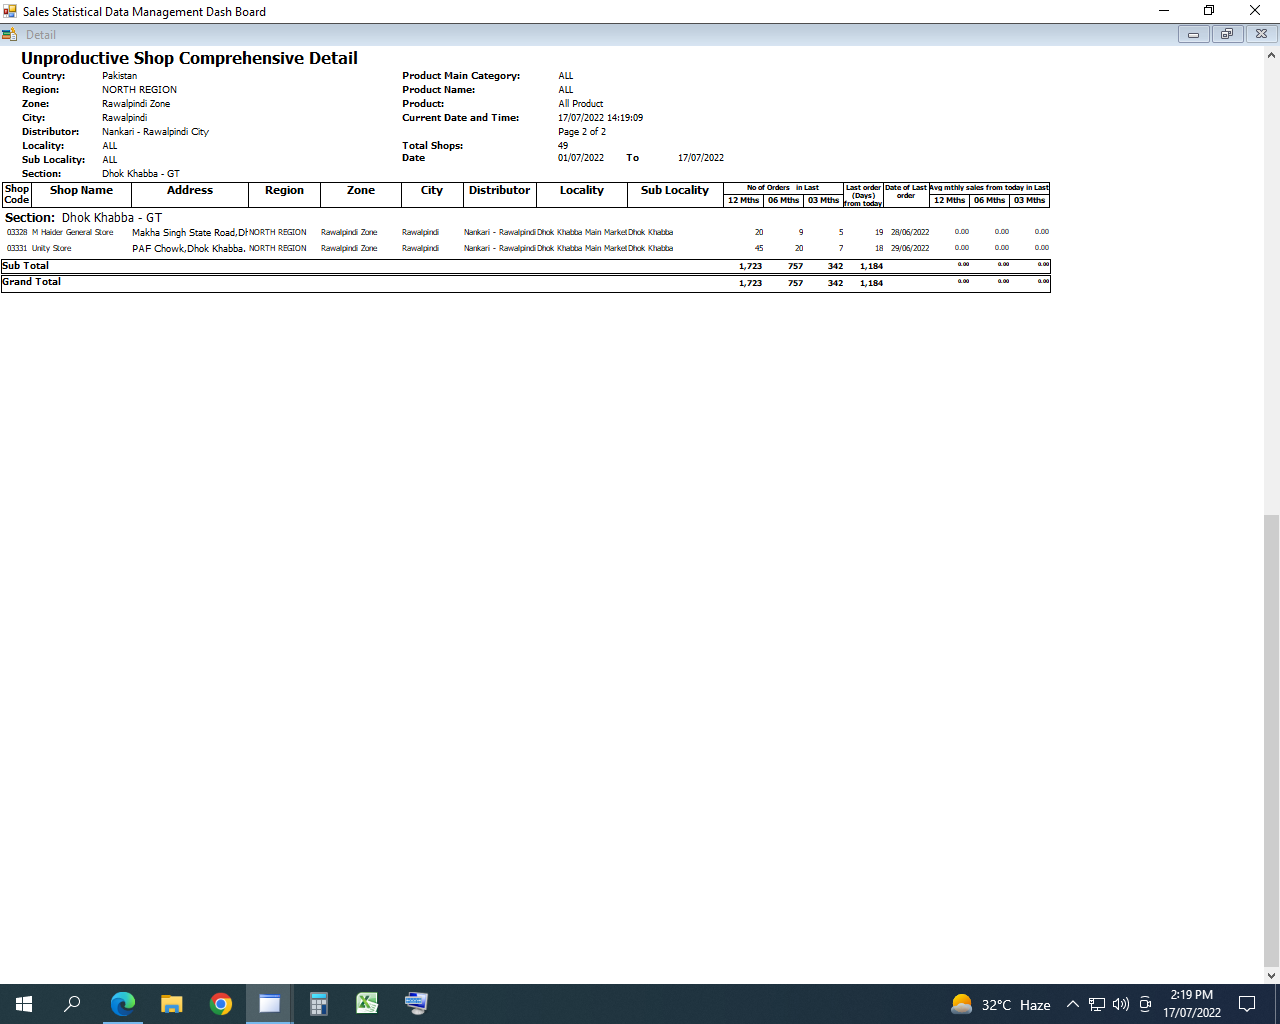 Sales Statistical Data Management Dash Board
Detail
Unproductive Shop Comprehensive Detail
Country: Pakistan Product Main Category: ALL
Region: NORTH REGION Product Name: ALL
Zone: Rawalpindi Zone Product: All Product
City: Rawalpindi Current Date and Time: 17/07/2022 14:19:09
Distributor: Nankari - Rawalpindi City Page 2 of 2
Locality: ALL Total Shops: 49
Sub Locality: ALL Date 01/07/2022 To 17/07/2022
Section: Dhok Khabba - GT
Shop Code Shop Name Address Region Zone City Distributor Locality Sub Locality No of Orders in Last 12 Mths 06 Mths 03 Mths Last order (Days) from today Date of Last order Avg mthly sales from today in Last 12 Mths 06 Mths 03 Mths
Section: Dhok Khabba - GT
03328 M Haider General Store Makha Singh State Road,Dh NORTH REGION Rawalpindi Zone Rawalpindi Nankari - Rawalpindi Dhok Khabba Main Market Dhok Khabba 20 9 5 19 28/06/2022 0.00 0.00 0.00
03331 Unity Store PAF Chowk,Dhok Khabba. NORTH REGION Rawalpindi Zone Rawalpindi Nankari - Rawalpindi Dhok Khabba Main Market Dhok Khabba 45 20 7 18 29/06/2022 0.00 0.00 0.00
Sub Total 1,723 757 342 1,184 0.00 0.00 0.00
Grand Total 1,723 757 342 1,184 0.00 0.00 0.00
32°C Haze 2:19 PM
17/07/2022